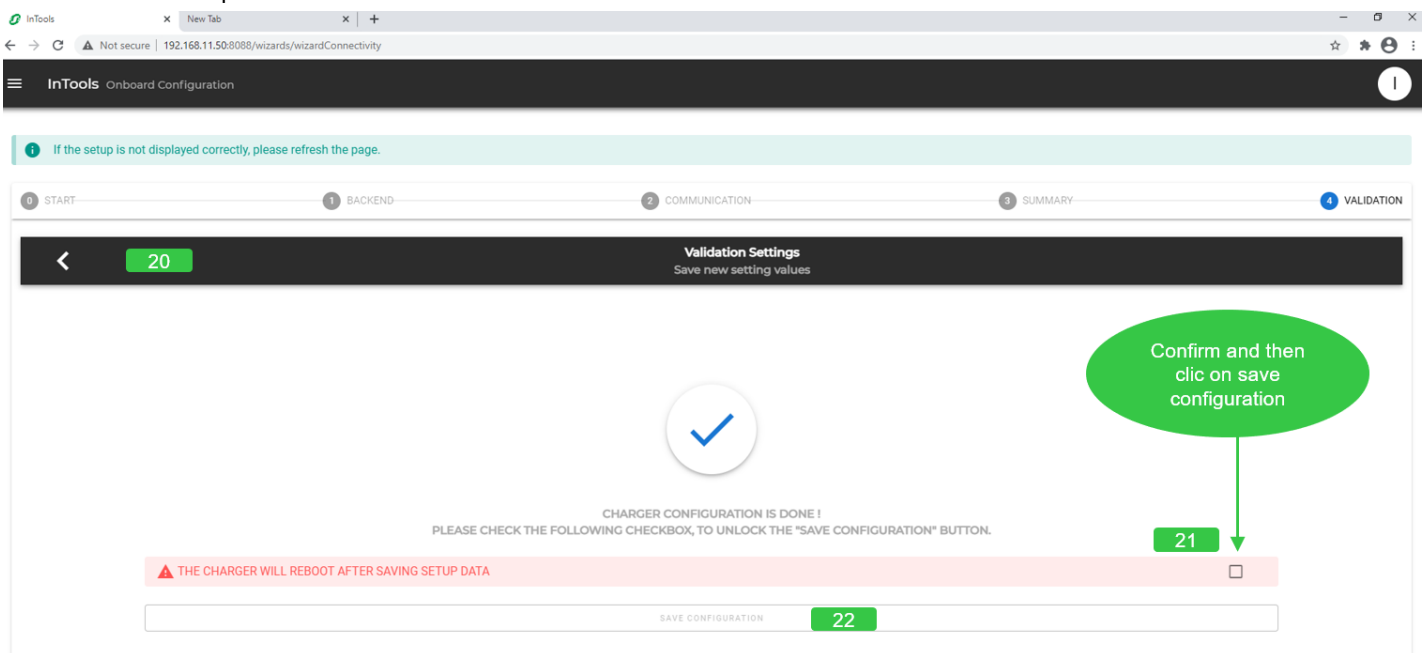 InTools
New Tab
Not secure | 192.168.11.50:8088/wizards/wizardConnectivity
InTools Onboard Configuration
I
If the setup is not displayed correctly, please refresh the page.
0 START
1 BACKEND
2 COMMUNICATION
3 SUMMARY
4 VALIDATION
20
Validation Settings
Save new setting values
Confirm and then
clic on save
configuration
CHARGER CONFIGURATION IS DONE !
PLEASE CHECK THE FOLLOWING CHECKBOX, TO UNLOCK THE "SAVE CONFIGURATION" BUTTON.
21
THE CHARGER WILL REBOOT AFTER SAVING SETUP DATA
SAVE CONFIGURATION
22